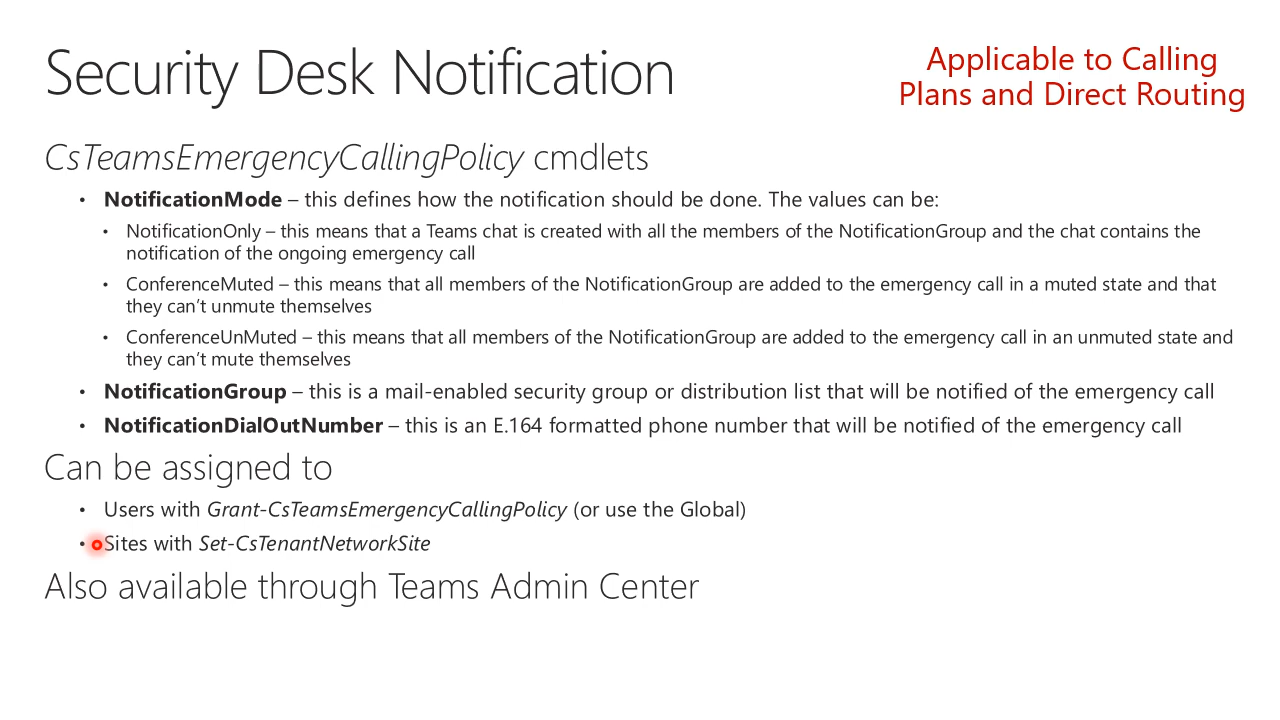 Security Desk Notification
Applicable to Calling
Plans and Direct Routing
CsTeamsEmergencyCallingPolicy cmdlets
• NotificationMode – this defines how the notification should be done. The values can be:
• NotificationOnly – this means that a Teams chat is created with all the members of the NotificationGroup and the chat contains the
notification of the ongoing emergency call
• ConferenceMuted – this means that all members of the NotificationGroup are added to the emergency call in a muted state and that
they can’t unmute themselves
• ConferenceUnMuted – this means that all members of the NotificationGroup are added to the emergency call in an unmuted state and
they can’t mute themselves
• NotificationGroup – this is a mail-enabled security group or distribution list that will be notified of the emergency call
• NotificationDialOutNumber – this is an E.164 formatted phone number that will be notified of the emergency call
Can be assigned to
• Users with Grant-CsTeamsEmergencyCallingPolicy (or use the Global)
• Sites with Set-CsTenantNetworkSite
Also available through Teams Admin Center